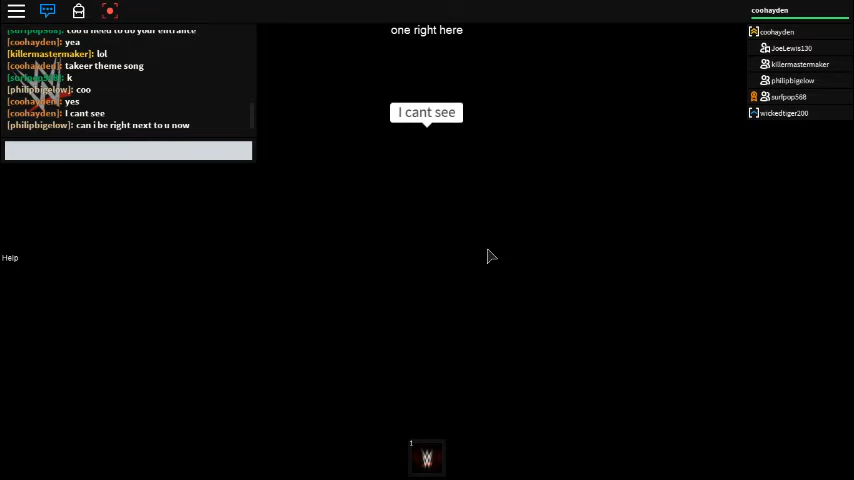 coohayden
[surfpop568]: coo u need to do your entrance
one right here
[coohayden]: yea
[killermastermaker]: lol
[coohayden]: takeer theme song
[surfpop568]: k
[philipbigelow]: coo
[coohayden]: yes
[coohayden]: I cant see
[philipbigelow]: can i be right next to u now
I cant see
coohayden
JoeLewis130
killermastermaker
philipbigelow
surfpop568
wickedtiger200
Help
1